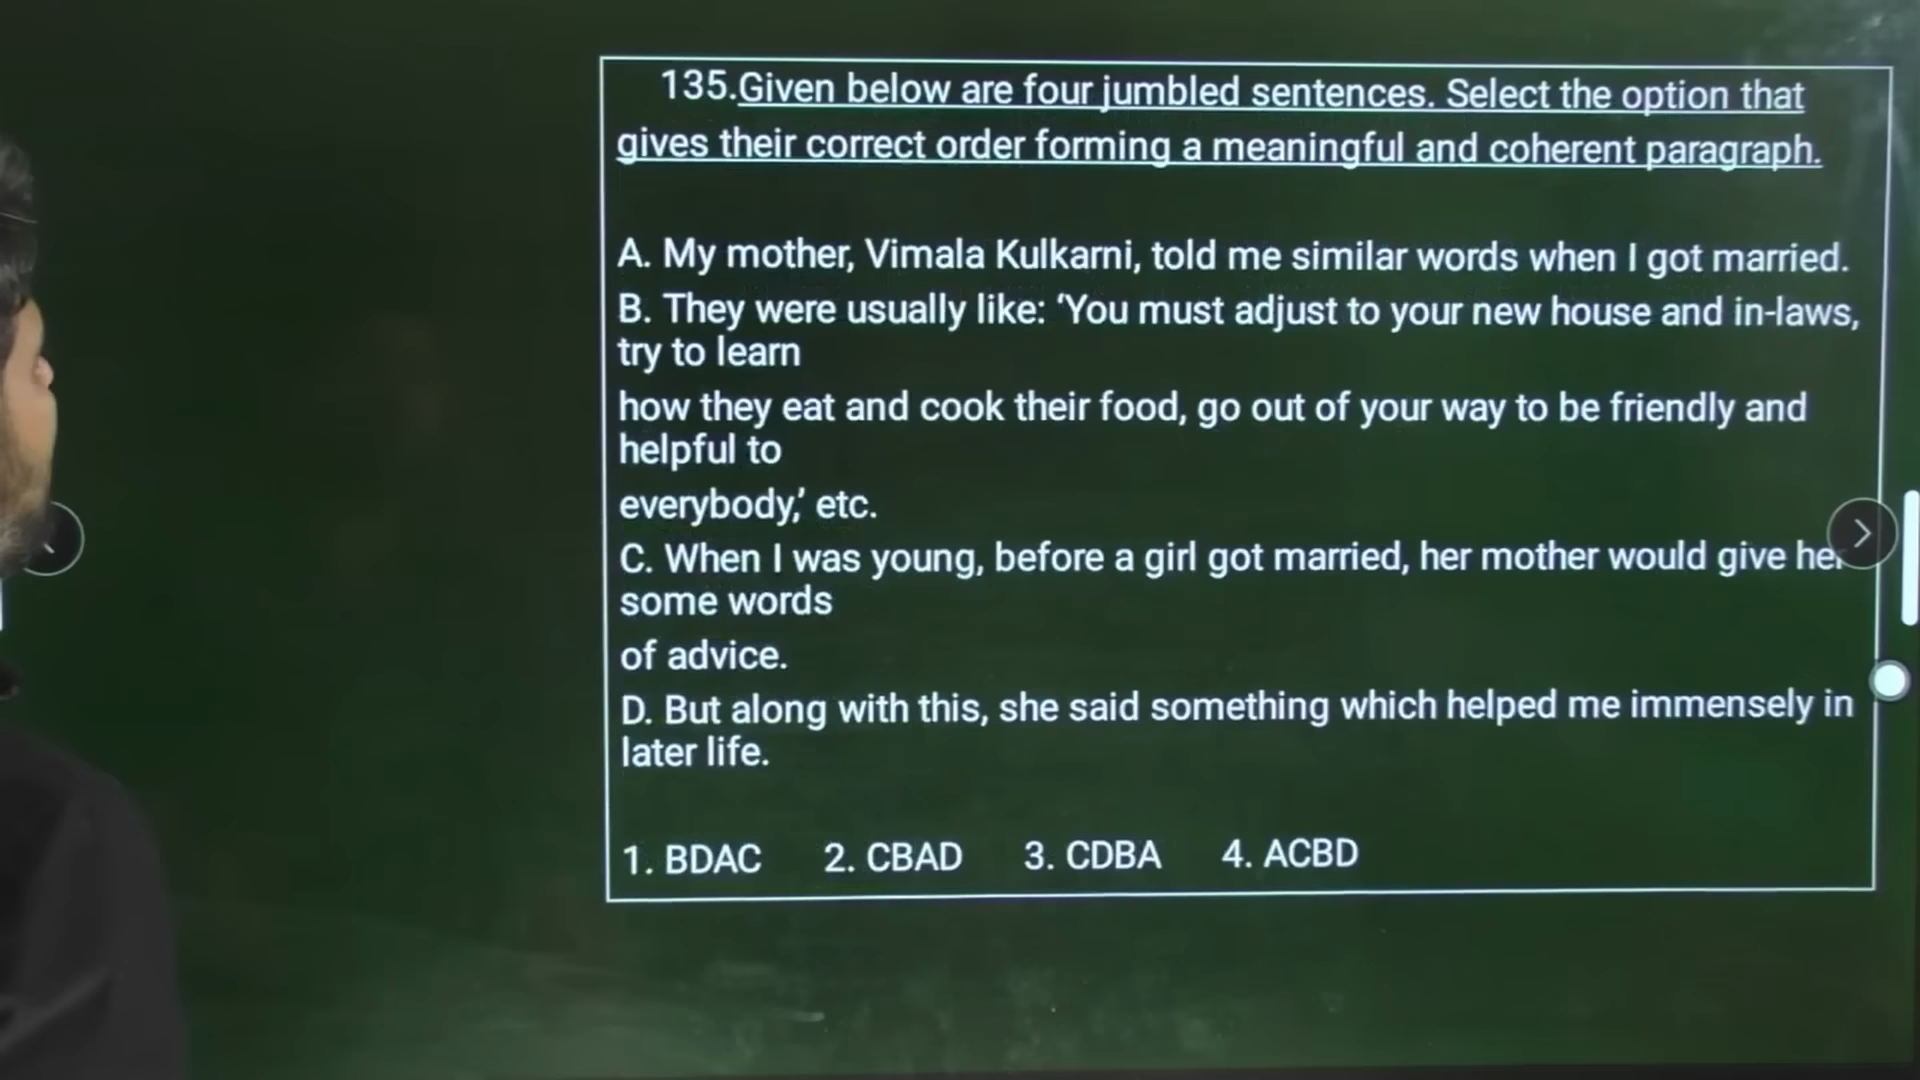 135.Given below are four jumbled sentences. Select the option that
gives their correct order forming a meaningful and coherent paragraph.
A. My mother, Vimala Kulkarni, told me similar words when I got married.
B. They were usually like: ‘You must adjust to your new house and in-laws,
try to learn
how they eat and cook their food, go out of your way to be friendly and
helpful to
everybody,’ etc.
C. When I was young, before a girl got married, her mother would give her
some words
of advice.
D. But along with this, she said something which helped me immensely in
later life.
1. BDAC 2. CBAD 3. CDBA 4. ACBD